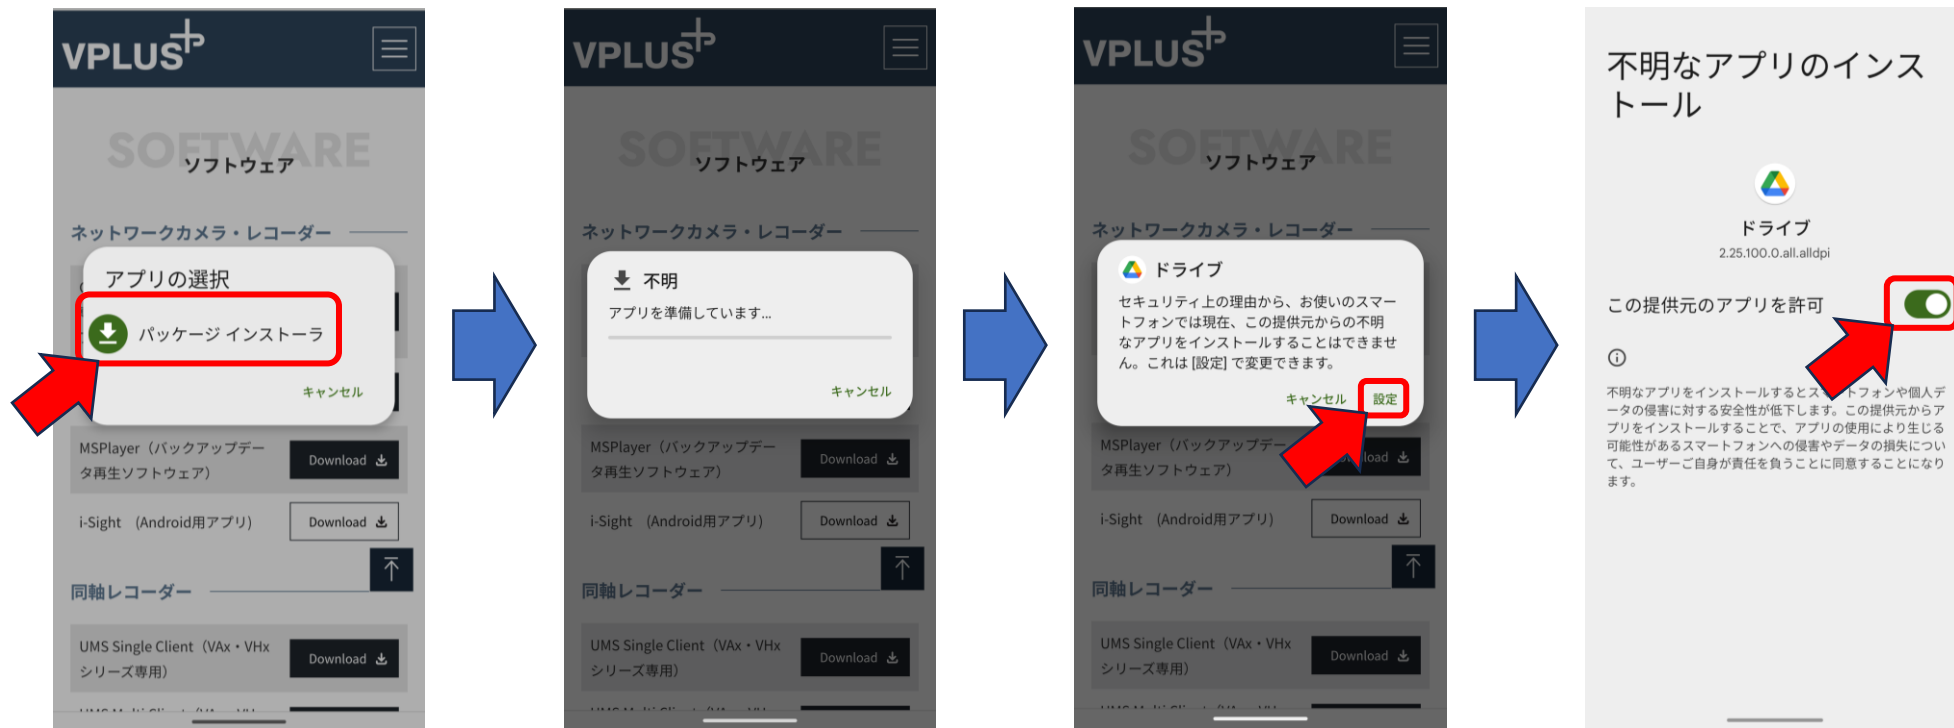 VPLUS
SOFTWARE
ソフトウェア
ネットワークカメラ・レコーダー
アプリの選択
パッケージ インストーラ
キャンセル
MSPlayer（バックアップデー
タ再生ソフトウェア）
Download
i-Sight　(Android用アプリ)
Download
同軸レコーダー
UMS Single Client（VAx・VHx
シリーズ専用）
Download
VPLUS
SOFTWARE
ソフトウェア
ネットワークカメラ・レコーダー
不明
アプリを準備しています...
キャンセル
MSPlayer（バックアップデー
タ再生ソフトウェア）
Download
i-Sight　(Android用アプリ)
Download
同軸レコーダー
UMS Single Client（VAx・VHx
シリーズ専用）
Download
VPLUS
SOFTWARE
ソフトウェア
ネットワークカメラ・レコーダー
ドライブ
セキュリティ上の理由から、お使いのスマー
トフォンでは現在、この提供元からの不明
なアプリをインストールすることはできませ
ん。これは [設定] で変更できます。
キャンセル 設定
MSPlayer（バックアップデー
タ再生ソフトウェア）
i-Sight　(Android用アプリ)
Download
同軸レコーダー
UMS Single Client（VAx・VHx
シリーズ専用）
Download
不明なアプリのインス
トール
ドライブ
2.25.100.0.all.alldpi
この提供元のアプリを許可
不明なアプリをインストールするとス トフォンや個人デ
ータの侵害に対する安全性が低下します。この提供元からア
プリをインストールすることで、アプリの使用により生じる
可能性があるスマートフォンへの侵害やデータの損失につい
て、ユーザーご自身が責任を負うことに同意することになり
ます。